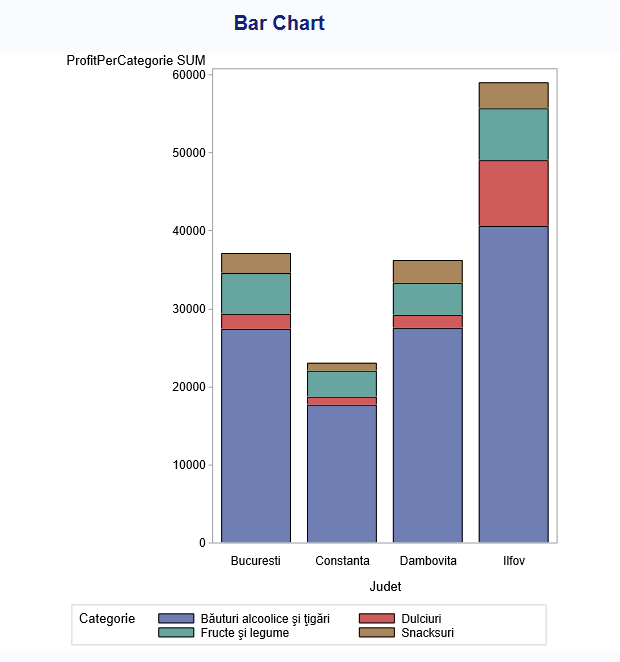 Bar Chart
ProfitPerCategorie SUM
60000
50000
40000
30000
20000
10000
0
Bucuresti Constanta Dambovita Ilfov
Judet
Categorie Băuturi alcoolice şi ţigări Dulciuri
Fructe şi legume Snacksuri